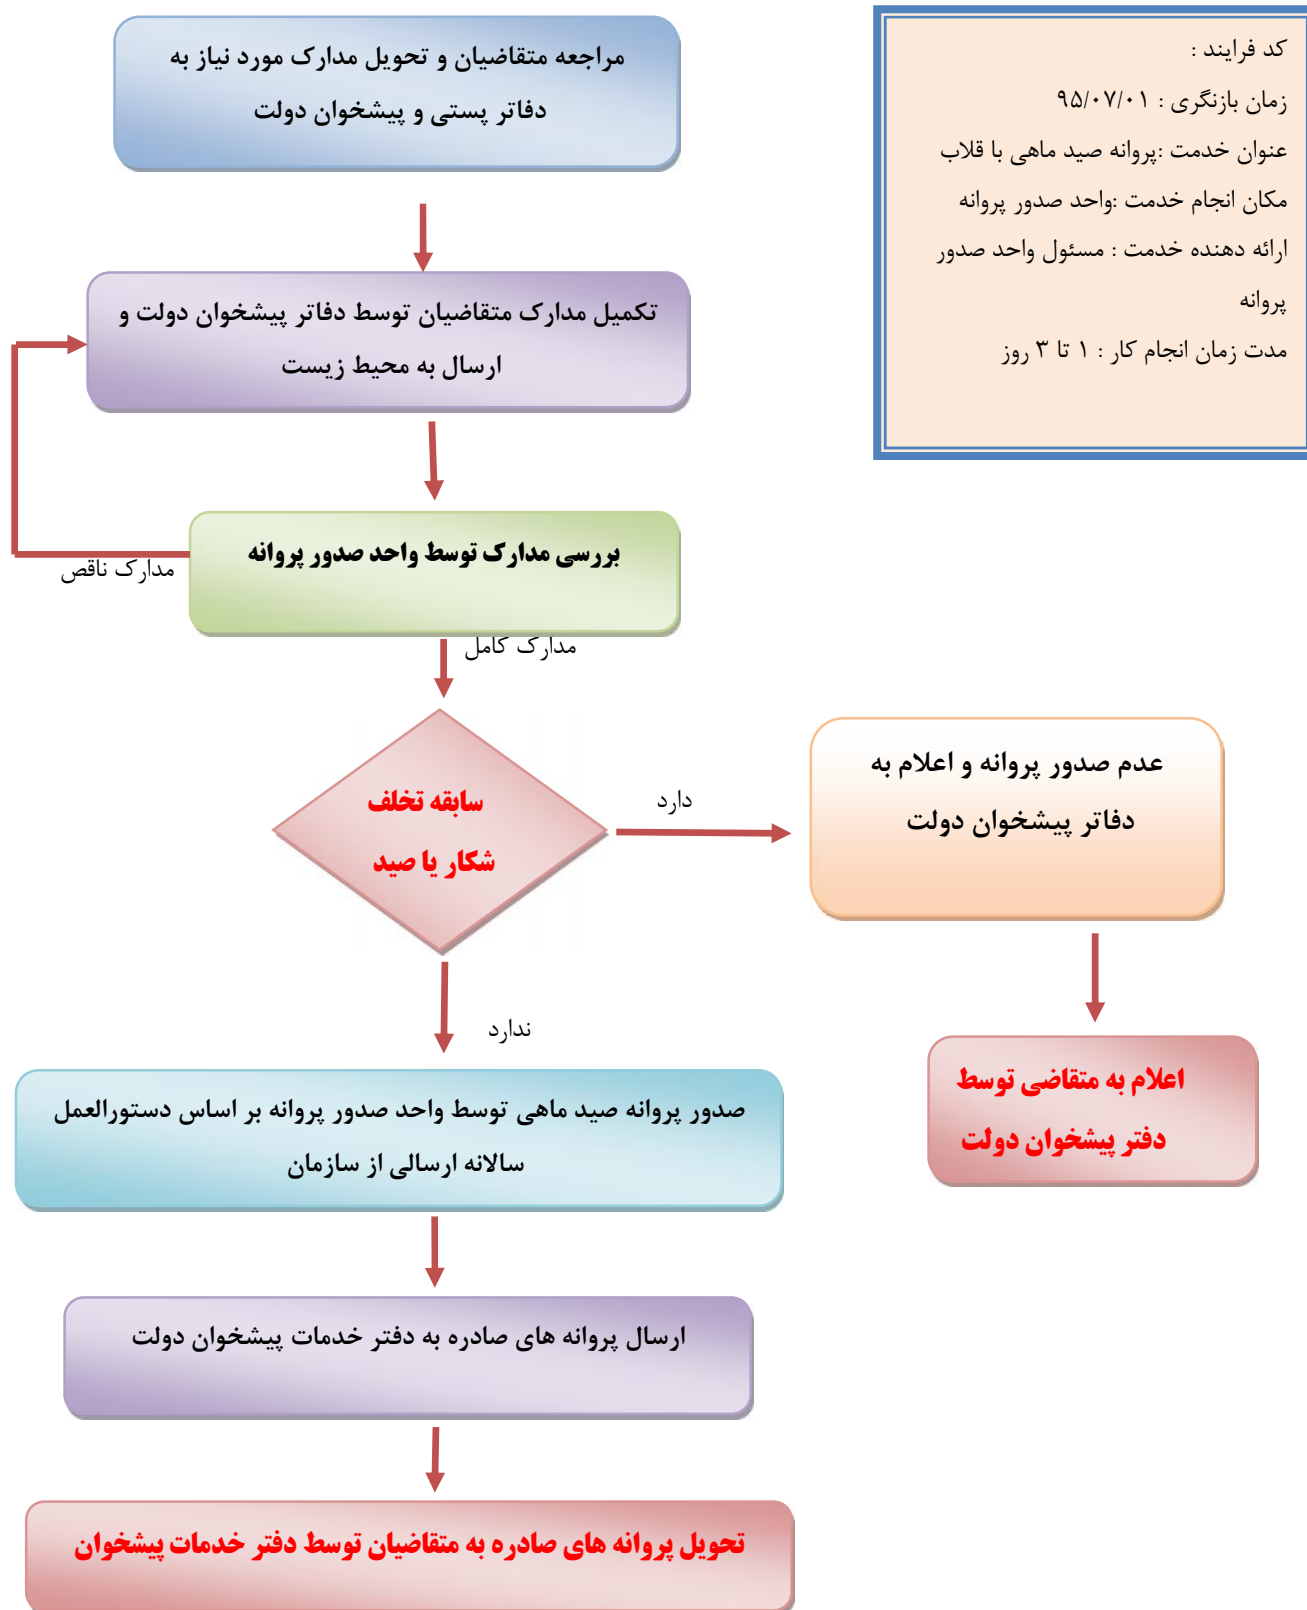 مراجعه متقاضیان و تحویل مدارک مورد نیاز به
دفاتر پستی و پیشخوان دولت
کد فرایند :
زمان بازنگری : ۹۵/۰۷/۰۱
عنوان خدمت :پروانه صید ماهی با قلاب
مکان انجام خدمت :واحد صدور پروانه
ارائه دهنده خدمت : مسئول واحد صدور
پروانه
مدت زمان انجام کار : ۱ تا ۳ روز
تکمیل مدارک متقاضیان توسط دفاتر پیشخوان دولت و
ارسال به محیط زیست
بررسی مدارک توسط واحد صدور پروانه
مدارک ناقص
مدارک کامل
سابقه تخلف
شکار یا صید
دارد
عدم صدور پروانه و اعلام به
دفاتر پیشخوان دولت
ندارد
اعلام به متقاضی توسط
دفتر پیشخوان دولت
صدور پروانه صید ماهی توسط واحد صدور پروانه بر اساس دستورالعمل
سالانه ارسالی از سازمان
ارسال پروانه های صادره به دفتر خدمات پیشخوان دولت
تحویل پروانه های صادره به متقاضیان توسط دفتر خدمات پیشخوان